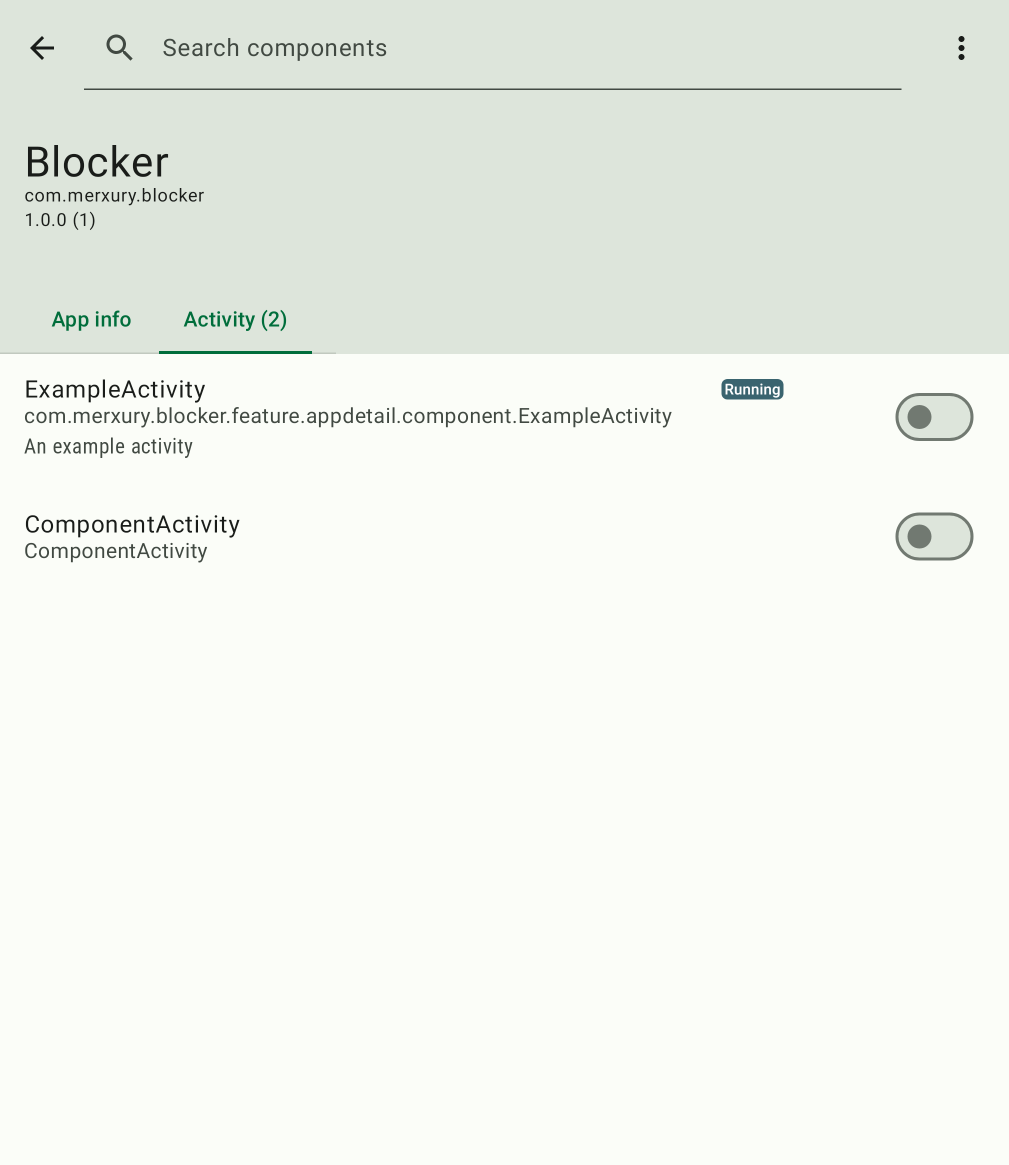 Search components
Blocker
com.merxury.blocker
1.0.0 (1)
App info
Activity (2)
ExampleActivity
Running
com.merxury.blocker.feature.appdetail.component.ExampleActivity
An example activity
ComponentActivity
ComponentActivity